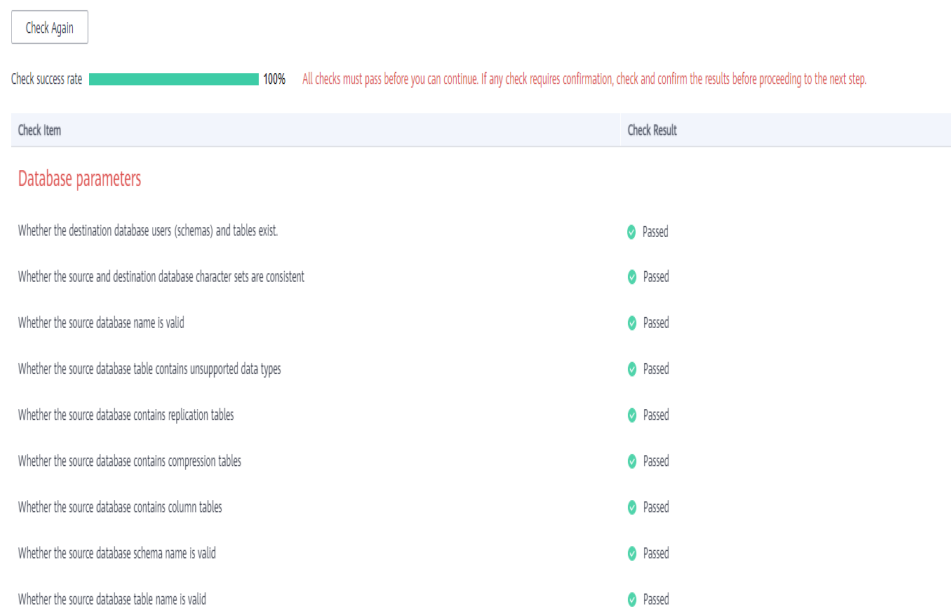 Check Again
Check success rate 100% All checks must pass before you can continue. If any check requires confirmation, check and confirm the results before proceeding to the next step.
Check Item Check Result
Database parameters
Whether the destination database users (schemas) and tables exist. Passed
Whether the source and destination database character sets are consistent Passed
Whether the source database name is valid Passed
Whether the source database table contains unsupported data types Passed
Whether the source database contains replication tables Passed
Whether the source database contains compression tables Passed
Whether the source database contains column tables Passed
Whether the source database schema name is valid Passed
Whether the source database table name is valid Passed